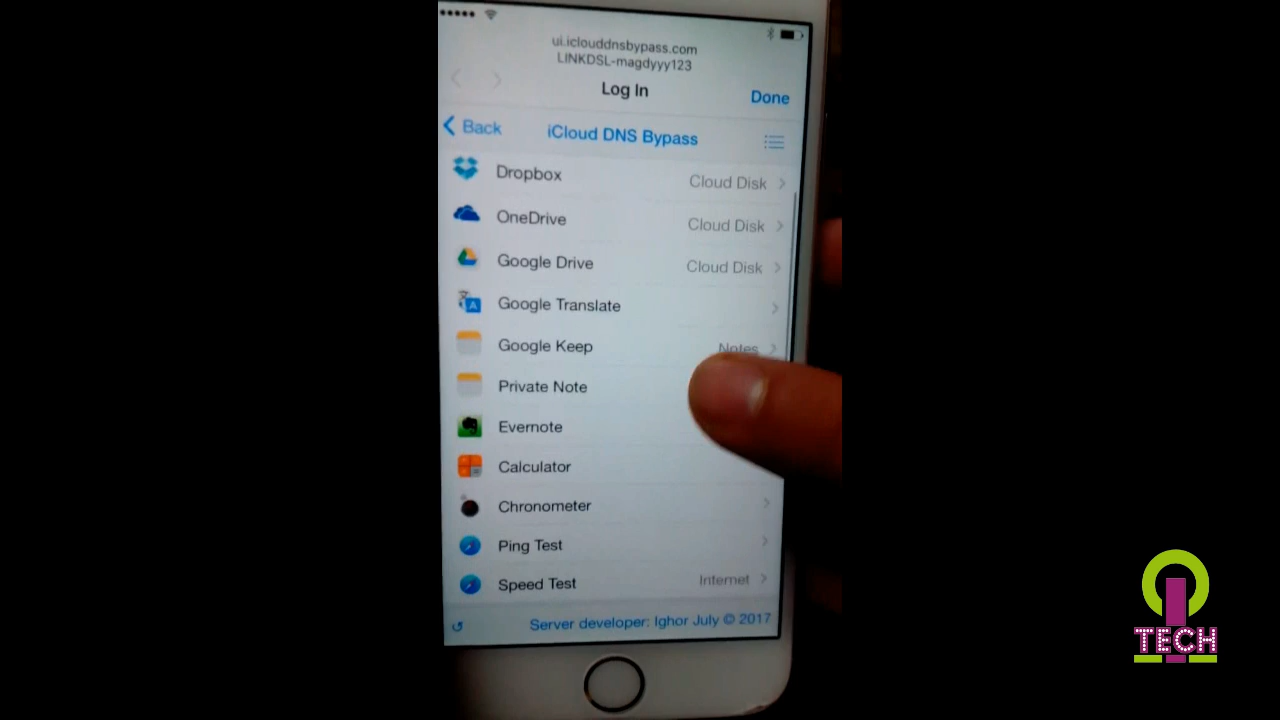 ui.iclouddnsbypass.com
LINKDSL-magdyyy123
Log In
Done
Back
iCloud DNS Bypass
Dropbox
Cloud Disk
OneDrive
Cloud Disk
Google Drive
Cloud Disk
Google Translate
Google Keep
Notes
Private Note
Evernote
Calculator
Chronometer
Ping Test
Speed Test
Internet
Server developer: Ighor July © 2017
TECH